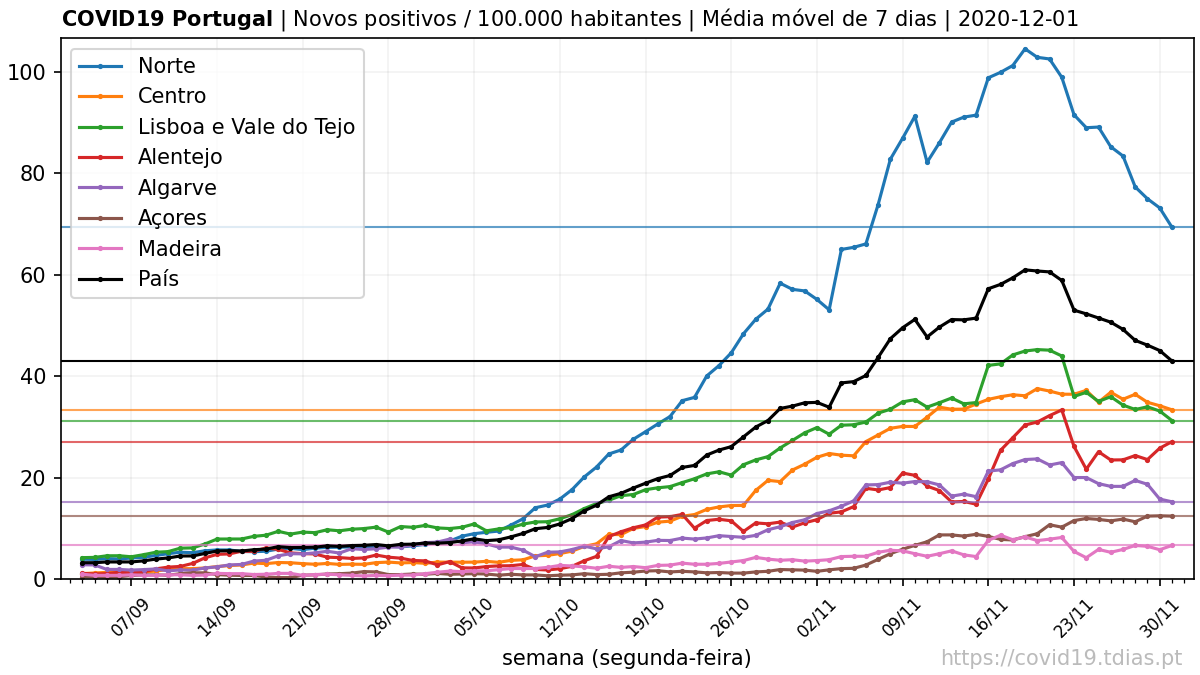 COVID19 Portugal | Novos positivos / 100.000 habitantes | Média móvel de 7 dias | 2020-12-01
Norte
Centro
Lisboa e Vale do Tejo
Alentejo
Algarve
Açores
Madeira
País
100
80
60
40
20
0
07/09 14/09 21/09 28/09 05/10 12/10 19/10 26/10 02/11 09/11 16/11 23/11 30/11
semana (segunda-feira)
https://covid19.tdias.pt